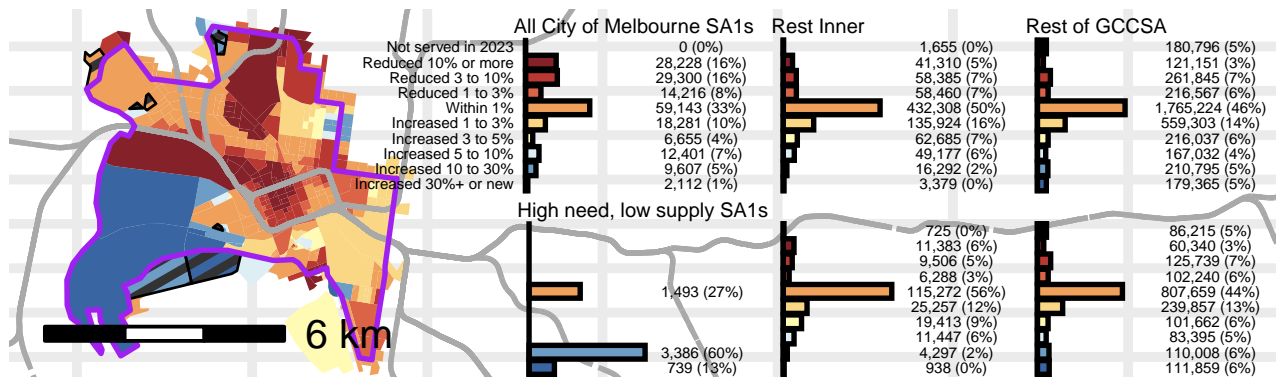 All City of Melbourne SA1s Rest Inner Rest of GCCSA
Not served in 2023 0 (0%) 1,655 (0%) 180,796 (5%)
Reduced 10% or more 28,228 (16%) 41,310 (5%) 121,151 (3%)
Reduced 3 to 10% 29,300 (16%) 58,385 (7%) 261,845 (7%)
Reduced 1 to 3% 14,216 (8%) 58,460 (7%) 216,567 (6%)
Within 1% 59,143 (33%) 432,308 (50%) 1,765,224 (46%)
Increased 1 to 3% 18,281 (10%) 135,924 (16%) 559,303 (14%)
Increased 3 to 5% 6,655 (4%) 62,685 (7%) 216,037 (6%)
Increased 5 to 10% 12,401 (7%) 49,177 (6%) 167,032 (4%)
Increased 10 to 30% 9,607 (5%) 16,292 (2%) 210,795 (5%)
Increased 30%+ or new 2,112 (1%) 3,379 (0%) 179,365 (5%)
High need, low supply SA1s
725 (0%) 86,215 (5%)
11,383 (6%) 60,340 (3%)
9,506 (5%) 125,739 (7%)
6,288 (3%) 102,240 (6%)
1,493 (27%) 115,272 (56%) 807,659 (44%)
25,257 (12%) 239,857 (13%)
19,413 (9%) 101,662 (6%)
11,447 (6%) 83,395 (5%)
3,386 (60%) 4,297 (2%) 110,008 (6%)
739 (13%) 938 (0%) 111,859 (6%)
6 km